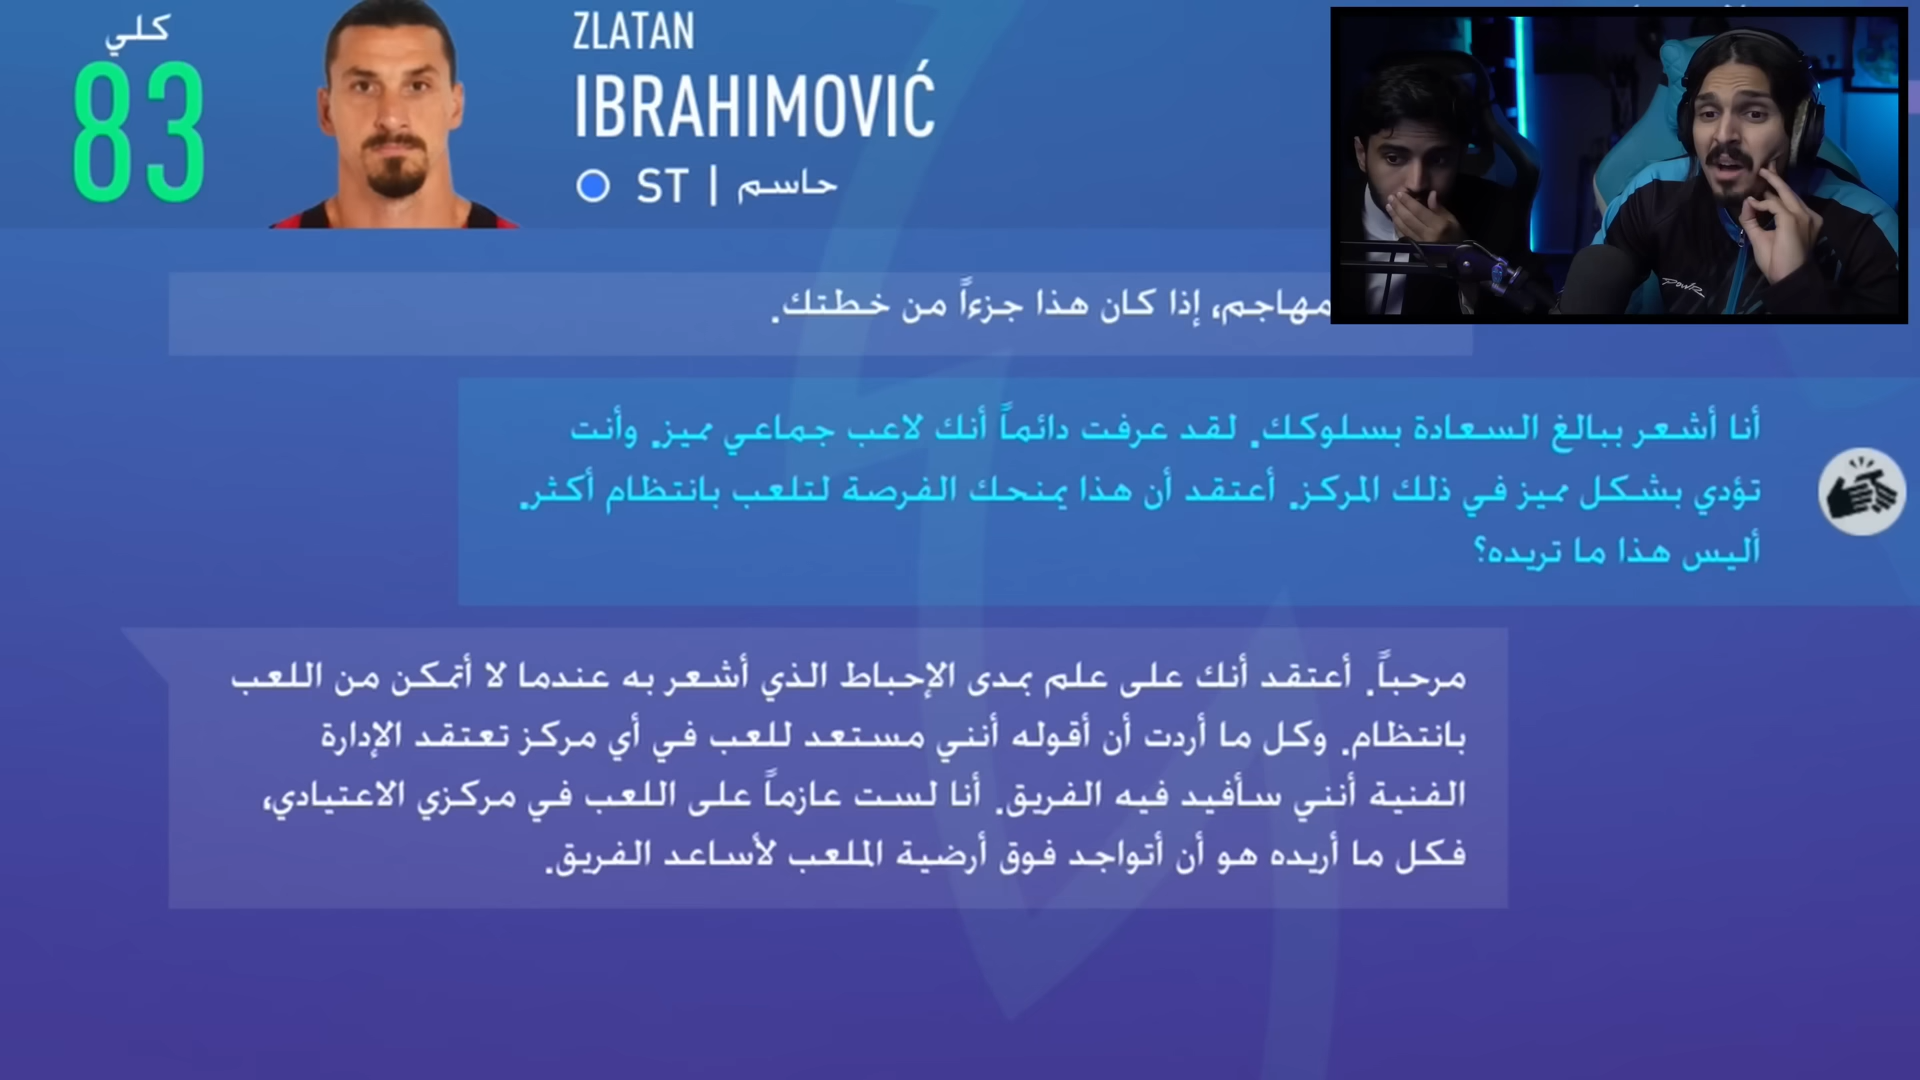 كلي
83
ZLATAN
IBRAHIMOVIĆ
ST | حاسم
مهاجم، إذا كان هذا جزءاً من خطتك.
أنا أشعر ببالغ السعادة بسلوكك. لقد عرفت دائماً أنك لاعب جماعي مميز. وأنت
تؤدي بشكل مميز في ذلك المركز. أعتقد أن هذا يمنحك الفرصة لتلعب بانتظام أكثر.
أليس هذا ما تريده؟
مرحباً. أعتقد أنك على علم بمدى الإحباط الذي أشعر به عندما لا أتمكن من اللعب
بانتظام. وكل ما أردت أن أقوله أنني مستعد للعب في أي مركز تعتقد الإدارة
الفنية أنني سأفيد فيه الفريق. أنا لست عازماً على اللعب في مركزي الاعتيادي،
فكل ما أريده هو أن أتواجد فوق أرضية الملعب لأساعد الفريق.